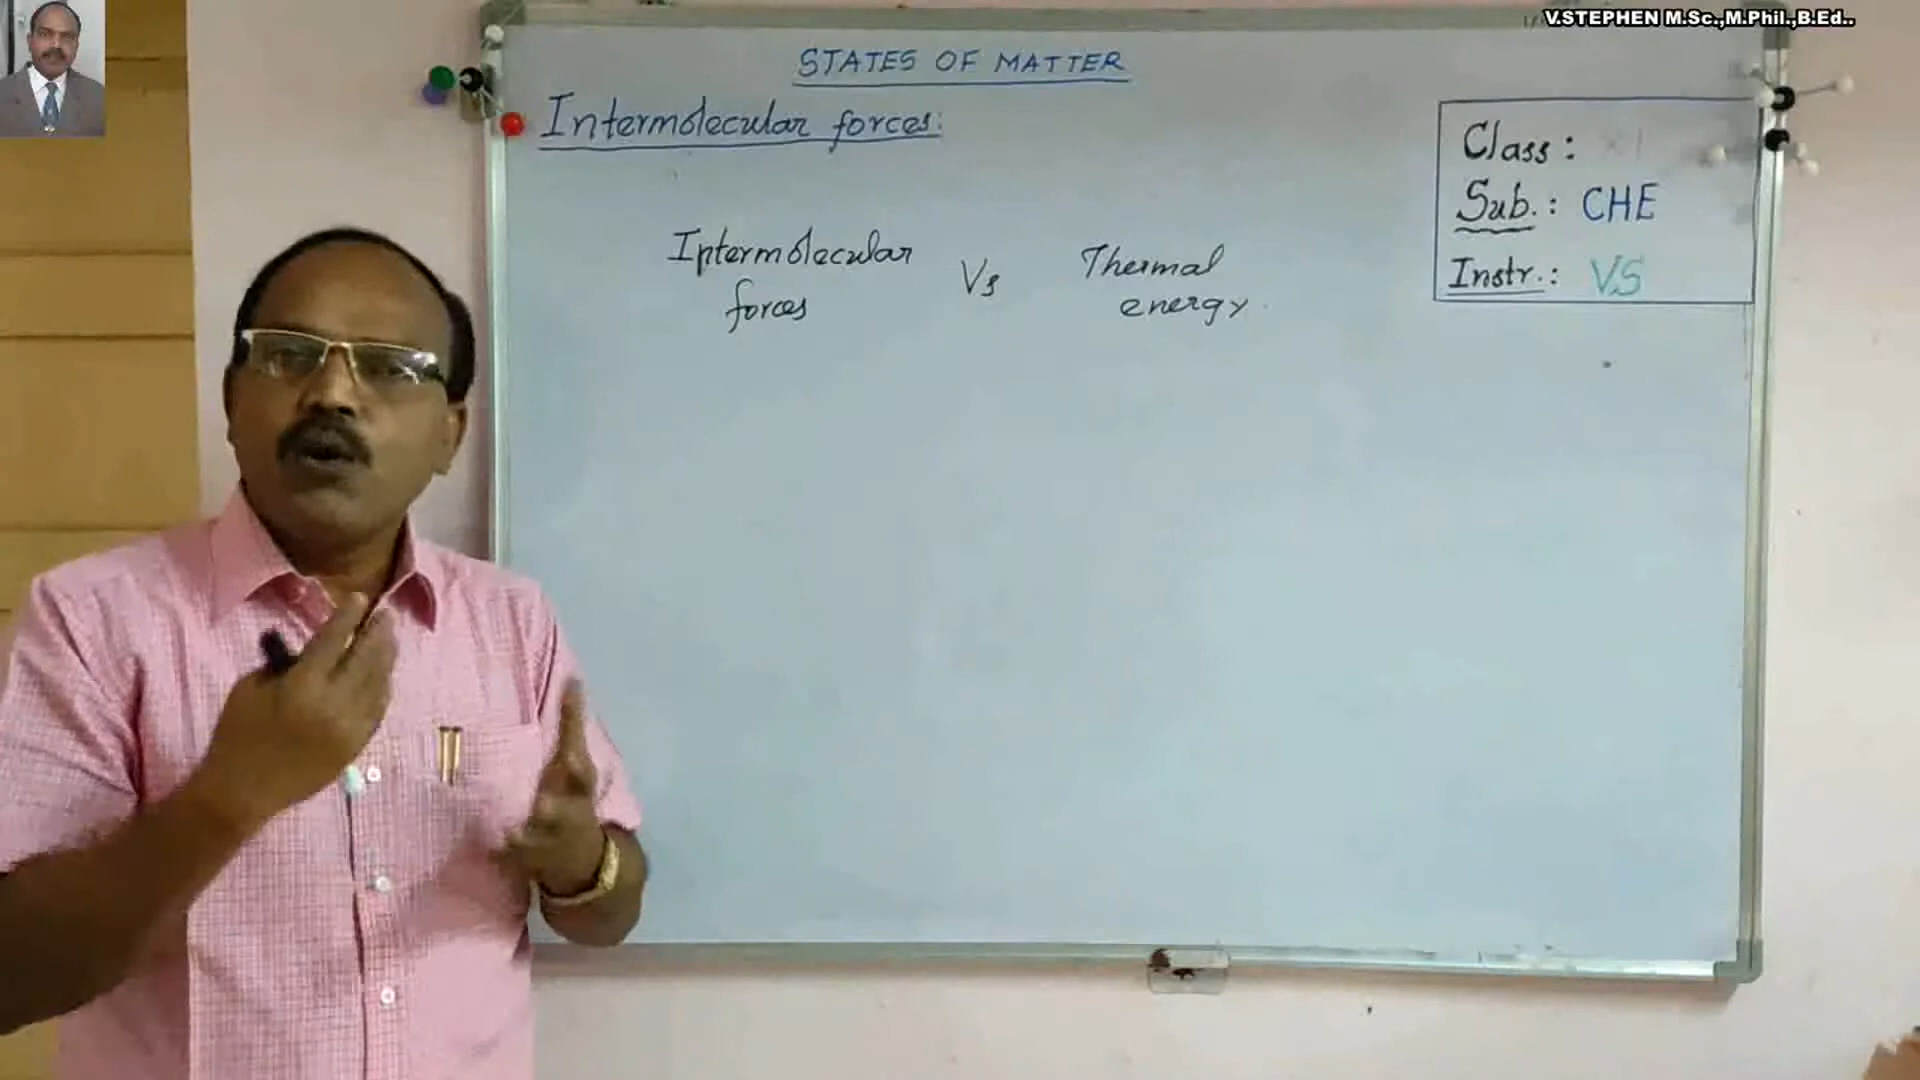 V.STEPHEN M.Sc.,M.Phil.,B.Ed..
STATES OF MATTER
Intermolecular forces:
Class : XI
Sub. : CHE
Instr. : VS
Intermolecular
forces
Vs
Thermal
energy.